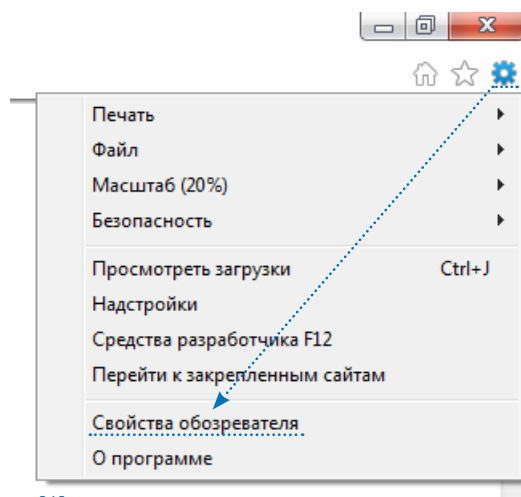 Печать
Файл
Масштаб (20%)
Безопасность
Просмотреть загрузки Ctrl+J
Надстройки
Средства разработчика F12
Перейти к закрепленным сайтам
Свойства обозревателя
О программе